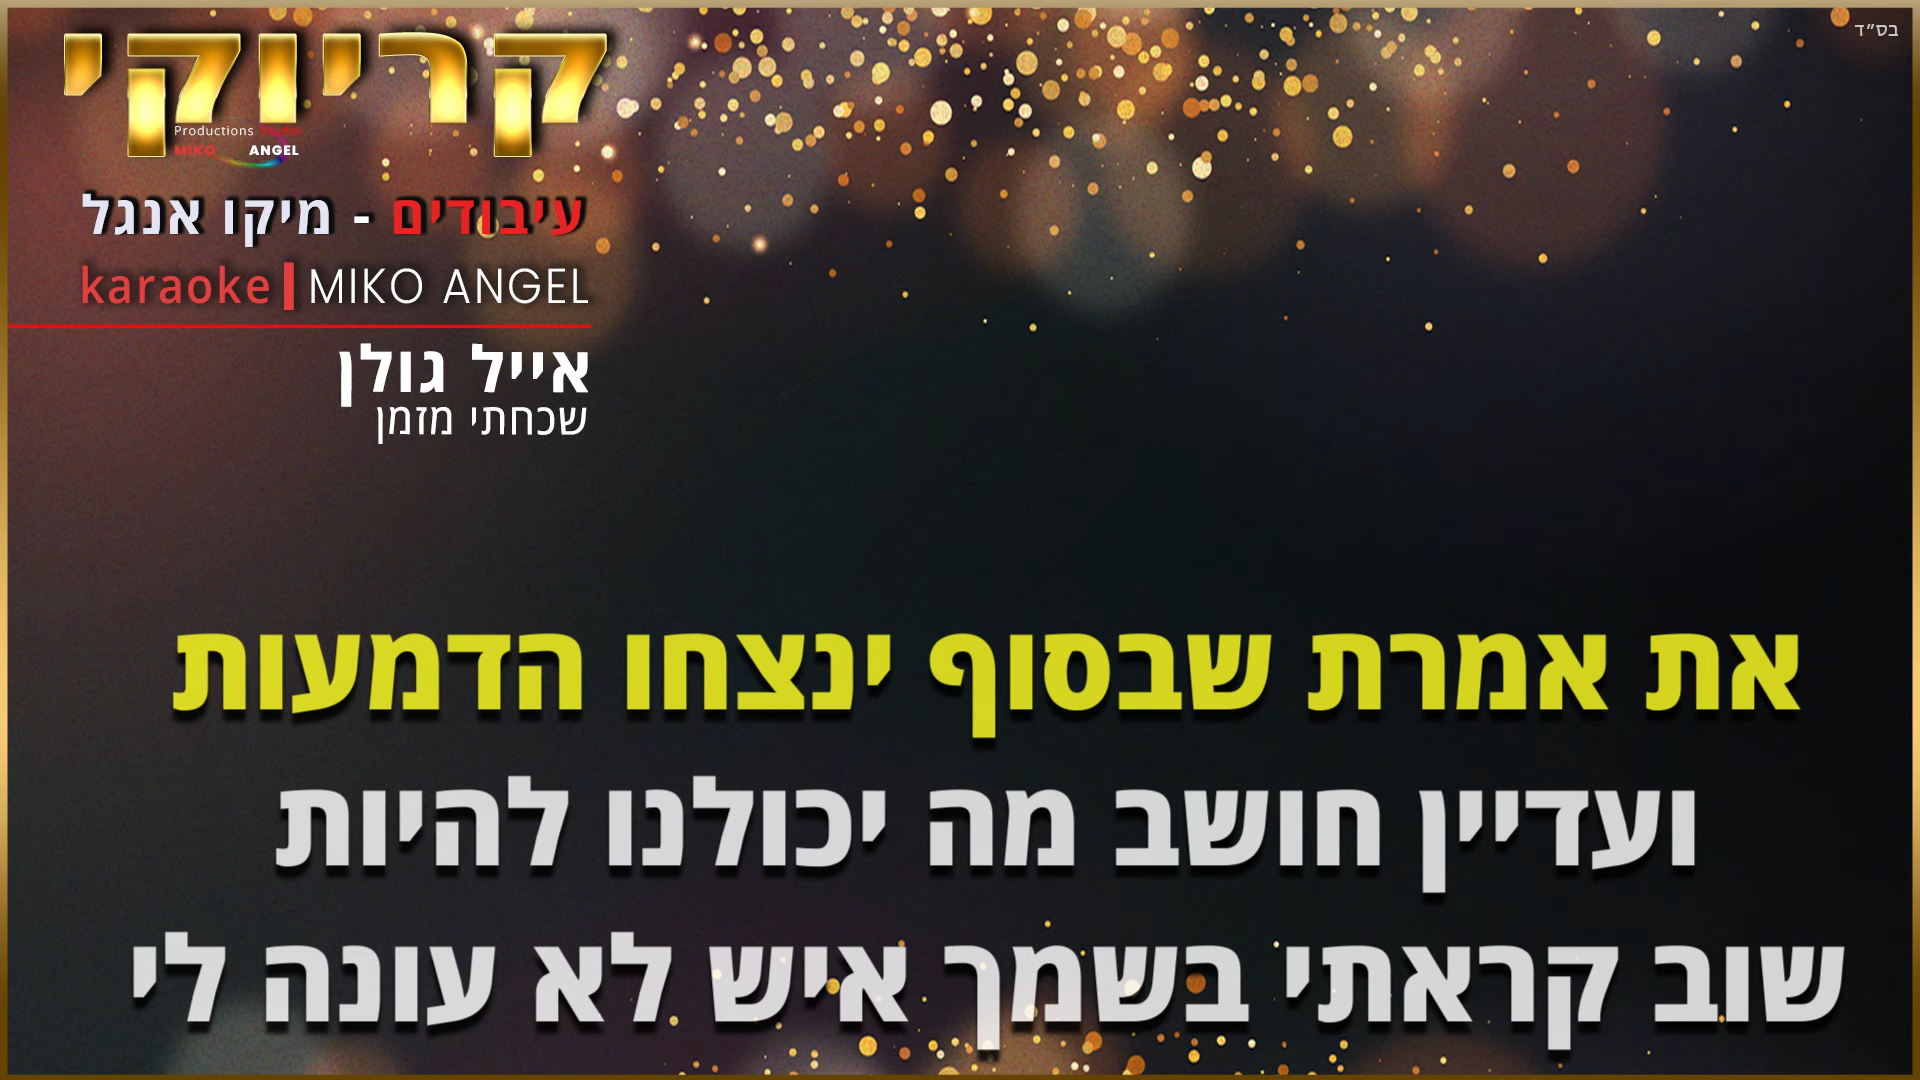 בס״ד
קריוקי
Productions Studio
MIKO ANGEL
עיבודים - מיקו אנגל
karaoke | MIKO ANGEL
אייל גולן
שכחתי מזמן
את אמרת שבסוף ינצחו הדמעות
ועדיין חושב מה יכולנו להיות
שוב קראתי בשמך איש לא עונה לי